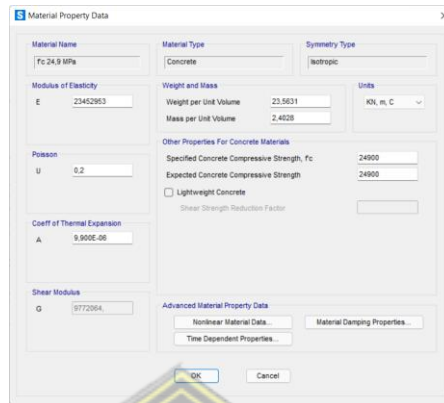 S Material Property Data X
Material Name
f'c 24,9 MPa
Material Type
Concrete
Symmetry Type
Isotropic
Modulus of Elasticity
E 23452953
Weight and Mass
Weight per Unit Volume 23,5631
Mass per Unit Volume 2,4028
Units
KN, m, C
Poisson
U 0,2
Other Properties For Concrete Materials
Specified Concrete Compressive Strength, f'c 24900
Expected Concrete Compressive Strength 24900
Lightweight Concrete
Shear Strength Reduction Factor
Coeff of Thermal Expansion
A 9,900E-06
Shear Modulus
G 9772064,
Advanced Material Property Data
Nonlinear Material Data... Material Damping Properties...
Time Dependent Properties...
OK Cancel